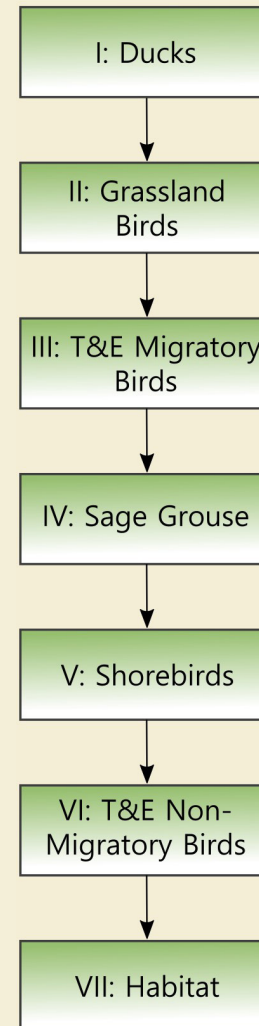 I: Ducks
II: Grassland
Birds
III: T&E Migratory
Birds
IV: Sage Grouse
V: Shorebirds
VI: T&E Non-
Migratory Birds
VII: Habitat